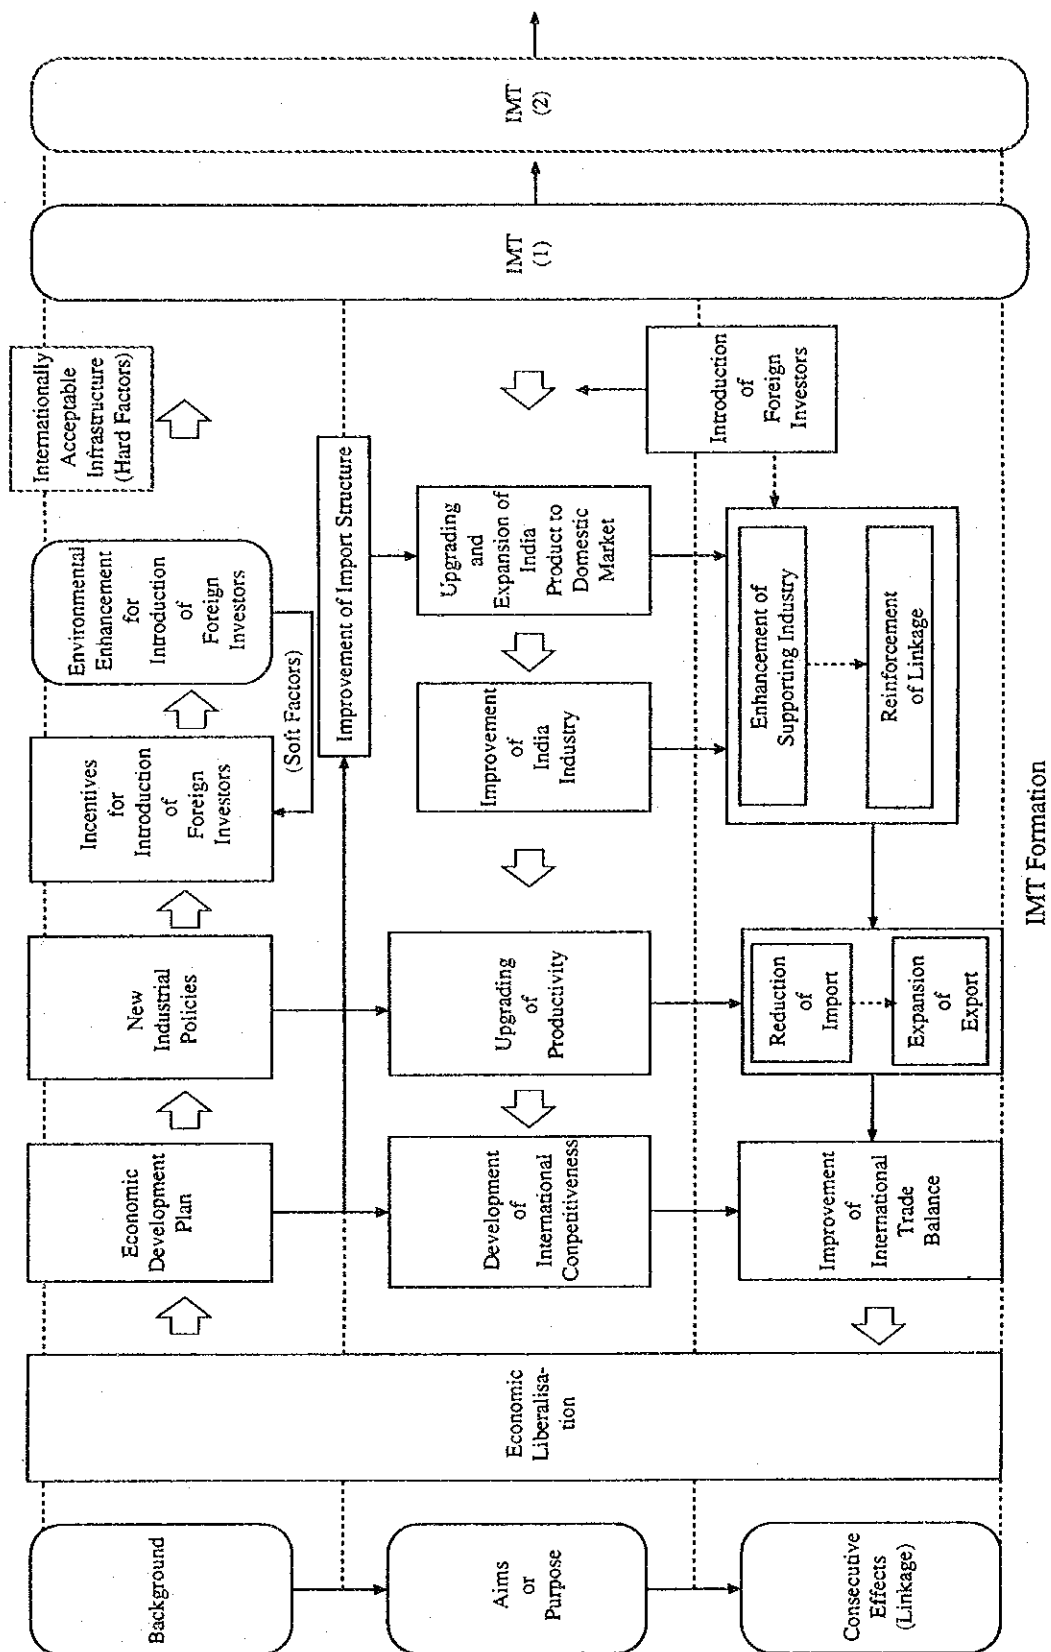 Background
Economic
Liberalisa-
tion
Economic
Development
Plan
New
Industrial
Policies
Incentives
for
Introduction
of
Foreign
Investors
Environmental
Enhancement
for
Introduction
of
Foreign
Investors
(Soft Factors)
Internationally
Acceptable
Infrastructure
(Hard Factors)
IMT
(1)
IMT
(2)
Improvement of Import Structure
Aims
or
Purpose
Development
of
International
Conpetitiveness
Upgrading
of
Productivity
Improvement
of
India
Industry
Upgrading
and
Expansion of
India
Product to
Domestic
Market
Introduction
of
Foreign
Investors
Consecutive
Effects
(Linkage)
Improvement
of
International
Trade
Balance
Reduction
of
Import
Expansion
of
Export
Enhancement of
Supporting Industry
Reinforcement
of Linkage
IMT Formation